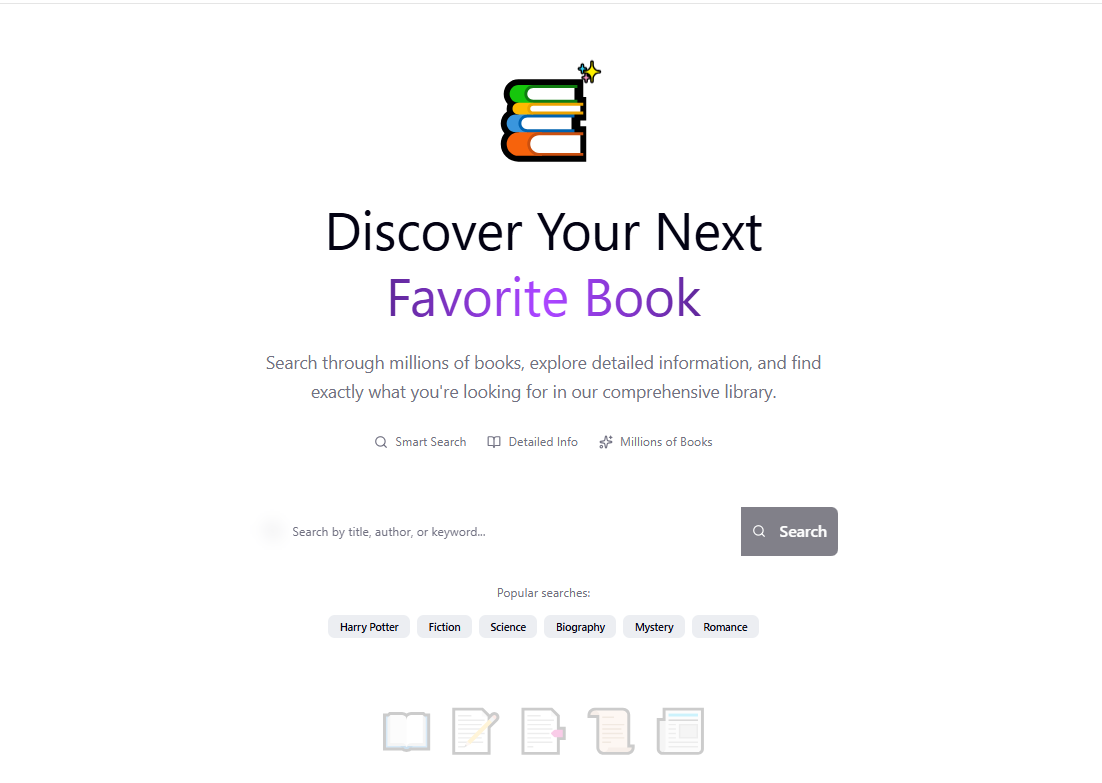 Discover Your Next
Favorite Book
Search through millions of books, explore detailed information, and find
exactly what you're looking for in our comprehensive library.
Smart Search Detailed Info Millions of Books
Search by title, author, or keyword... Search
Popular searches:
Harry Potter Fiction Science Biography Mystery Romance